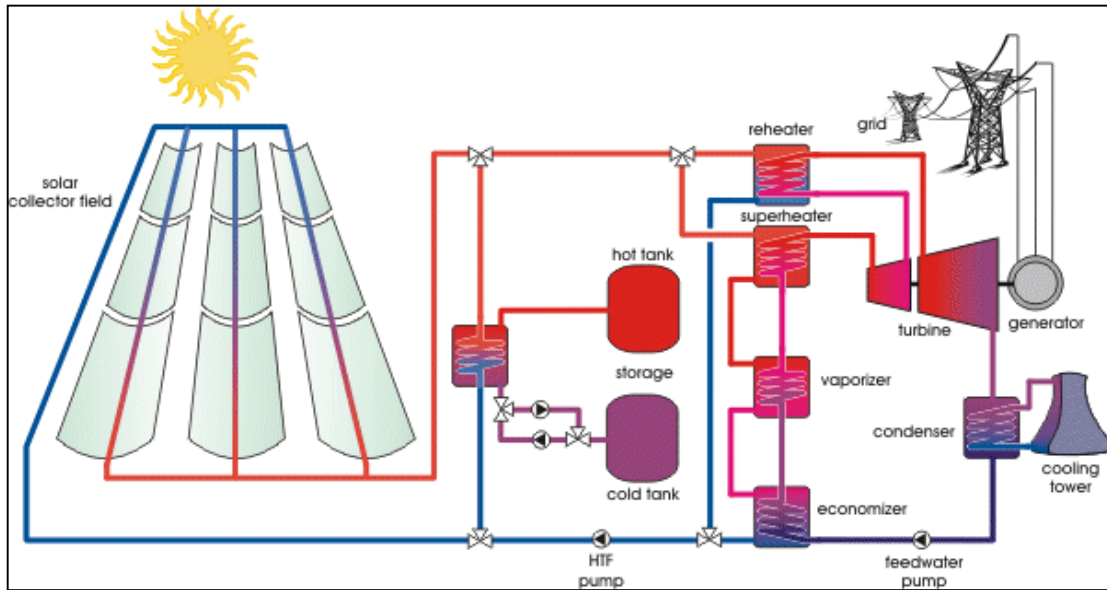 solar
collector field
reheater
grid
superheater
hot tank
storage
cold tank
turbine
generator
vaporizer
condenser
cooling
tower
economizer
HTF
pump
feedwater
pump